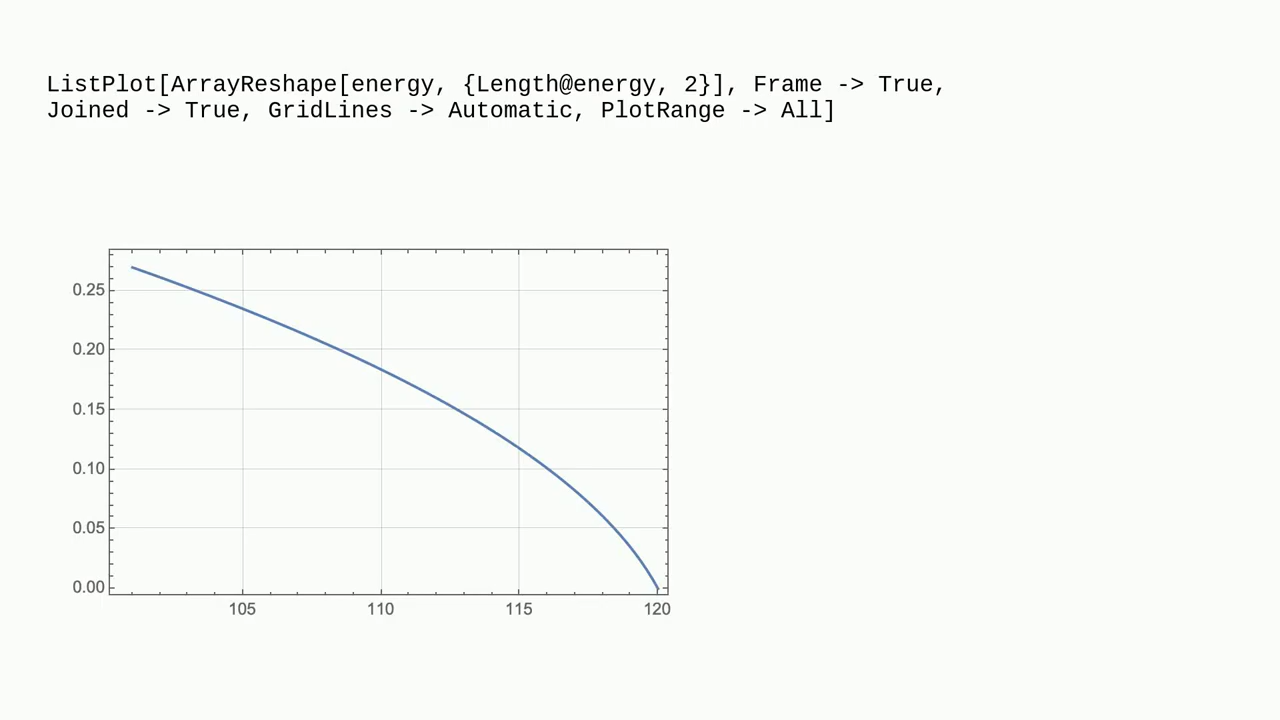 ListPlot[ArrayReshape[energy, {Length@energy, 2}], Frame -> True,
Joined -> True, GridLines -> Automatic, PlotRange -> All]
0.25
0.20
0.15
0.10
0.05
0.00
105 110 115 120